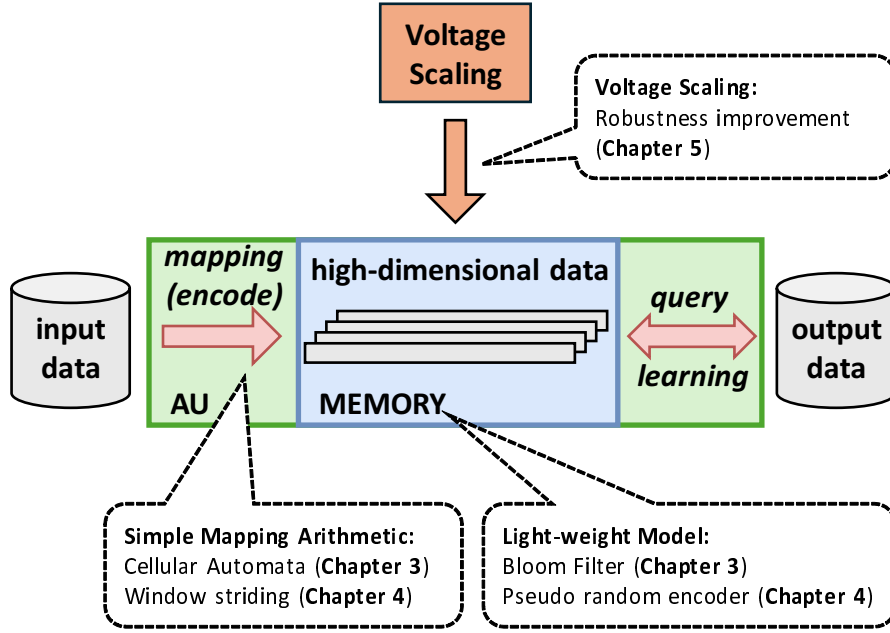 Voltage
Scaling
Voltage Scaling:
Robustness improvement
(Chapter 5)
mapping
(encode)
high-dimensional data
query
learning
input
data
output
data
AU
MEMORY
Simple Mapping Arithmetic:
Cellular Automata (Chapter 3)
Window striding (Chapter 4)
Light-weight Model:
Bloom Filter (Chapter 3)
Pseudo random encoder (Chapter 4)